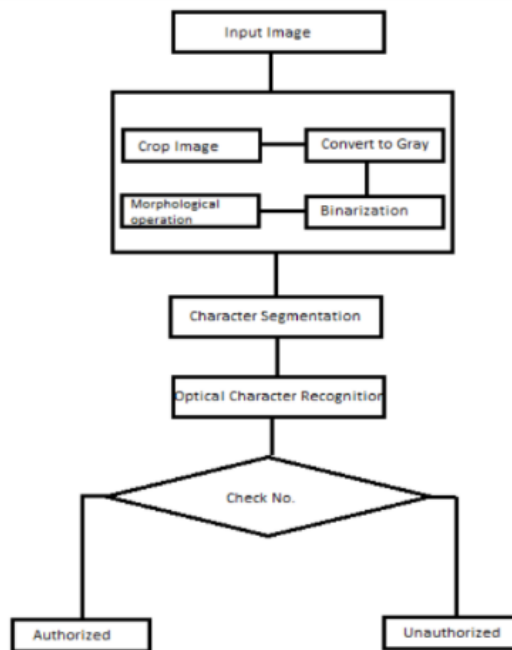 Input Image
Crop Image
Convert to Gray
Morphological
operation
Binarization
Character Segmentation
Optical Character Recognition
Check No.
Authorized
Unauthorized